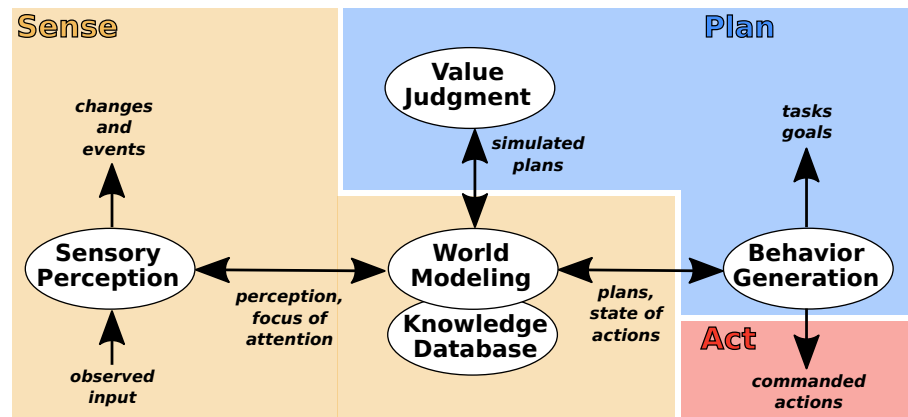 Sense
Plan
Value
Judgment
changes
and
events
tasks
goals
simulated
plans
Sensory
Perception
World
Modeling
Behavior
Generation
perception,
focus of
attention
plans,
state of
actions
Knowledge
Database
Act
observed
input
commanded
actions